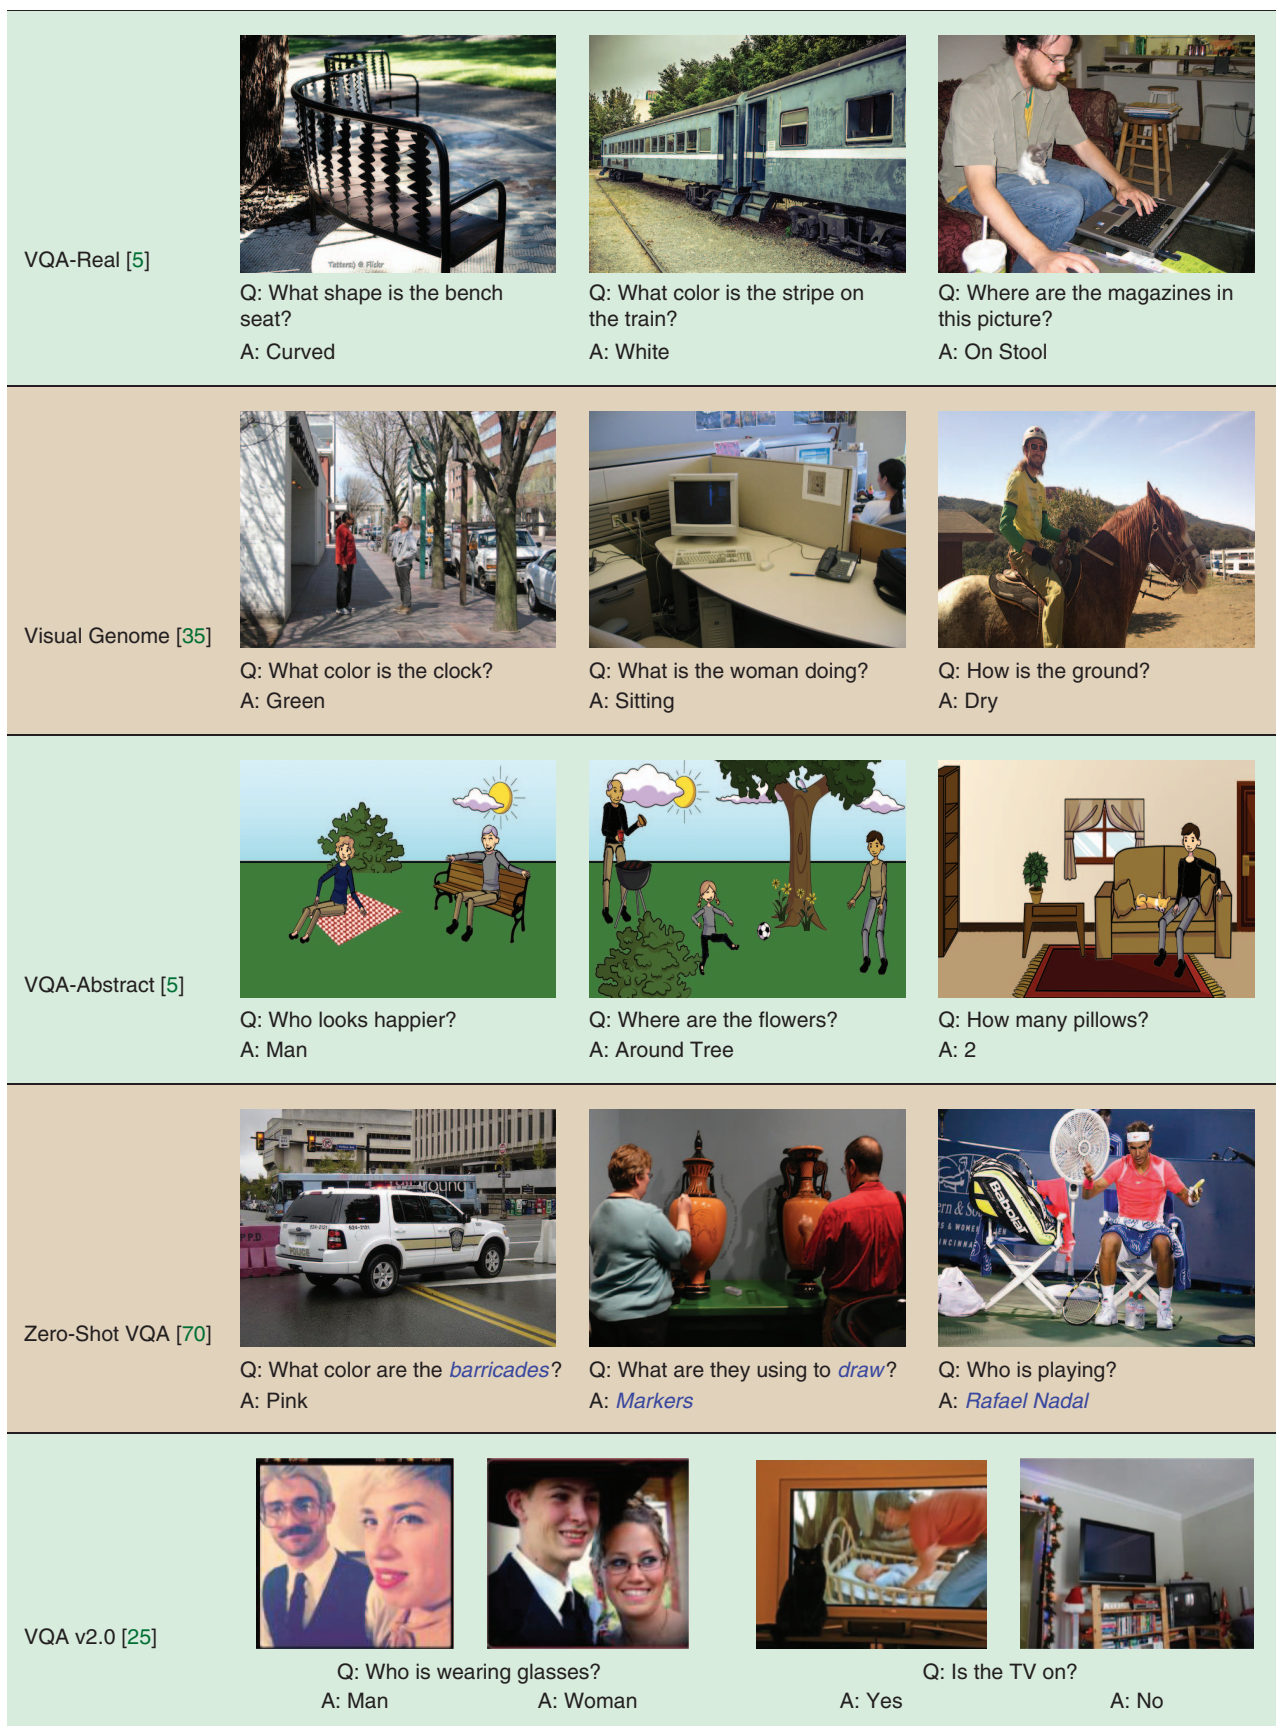 Tattered @ Flickr
VQA-Real [5]
Q: What shape is the bench
seat?
A: Curved
Q: What color is the stripe on
the train?
A: White
Q: Where are the magazines in
this picture?
A: On Stool
Visual Genome [35]
Q: What color is the clock?
A: Green
Q: What is the woman doing?
A: Sitting
Q: How is the ground?
A: Dry
VQA-Abstract [5]
Q: Who looks happier?
A: Man
Q: Where are the flowers?
A: Around Tree
Q: How many pillows?
A: 2
P.P.D.
POLICE
Babolat
Zero-Shot VQA [70]
Q: What color are the barricades?
A: Pink
Q: What are they using to draw?
A: Markers
Q: Who is playing?
A: Rafael Nadal
VQA v2.0 [25]
Q: Who is wearing glasses?
A: Man
A: Woman
Q: Is the TV on?
A: Yes
A: No